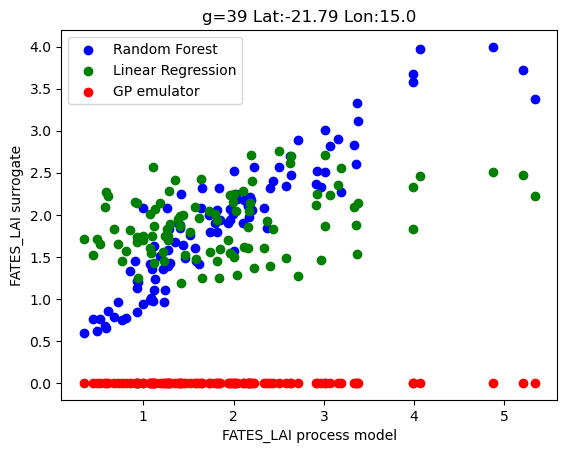 g=39 Lat:-21.79 Lon:15.0
Random Forest
Linear Regression
GP emulator
4.0
3.5
3.0
2.5
2.0
1.5
1.0
0.5
0.0
FATES_LAI surrogate
1 2 3 4 5
FATES_LAI process model